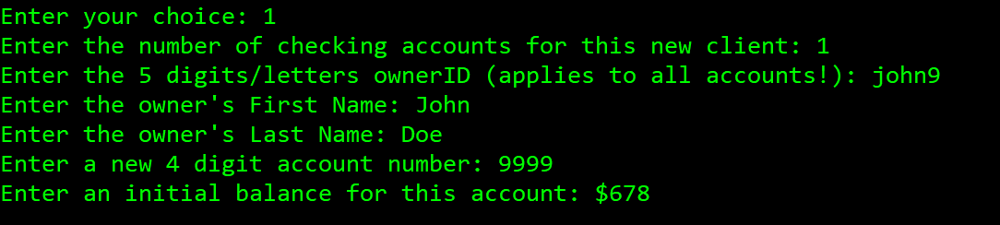 Enter your choice: 1
Enter the number of checking accounts for this new client: 1
Enter the 5 digits/letters ownerID (applies to all accounts!): john9
Enter the owner's First Name: John
Enter the owner's Last Name: Doe
Enter a new 4 digit account number: 9999
Enter an initial balance for this account: $678